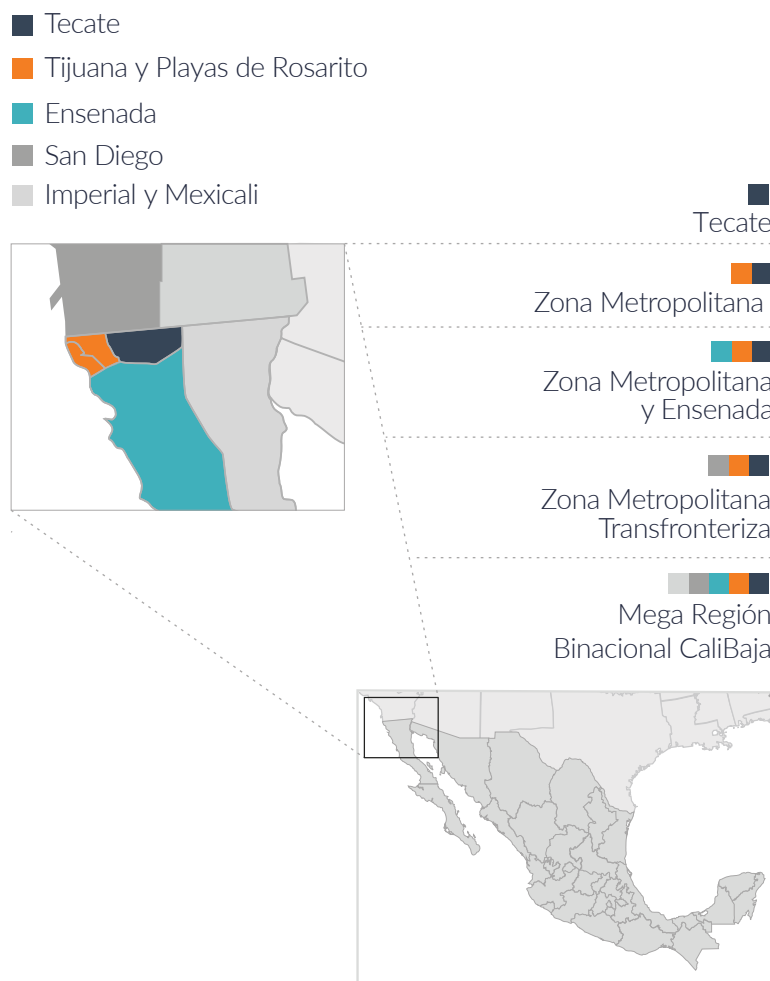 Tecate
Tijuana y Playas de Rosarito
Ensenada
San Diego
Imperial y Mexicali
Tecate
Zona Metropolitana
Zona Metropolitana
y Ensenada
Zona Metropolitana
Transfronteriza
Mega Región
Binacional CaliBaja